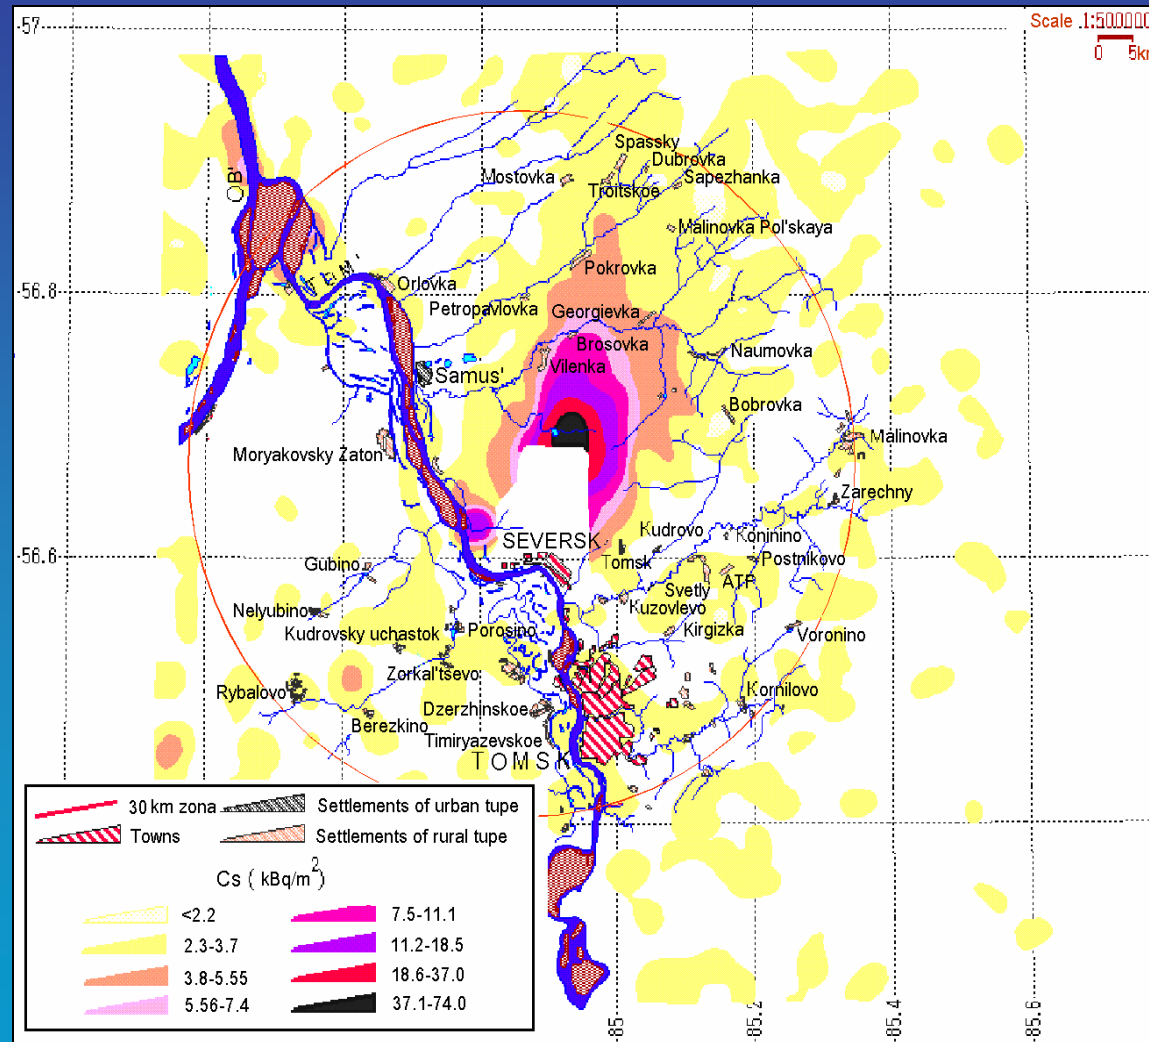 57
Scale 1:500000
0 5km
Spassky
Dubrovka
Mostovka
Troitskoe
Sapezhanka
OB'
Malinovka Pol'skaya
Pokrovka
56.8
Orlovka
Petropavlovka
Georgievka
Brosovka
Naumovka
Vilenka
Samus'
Bobrovka
Moryakovsky Zaton
Malinovka
Zarechny
Kudrovo
Koninino
SEVERSK
56.6
Tomsk
Postnikovo
Gubino
ATP
Svetly
Nelyubino
Kuzovlevo
Kudrovsky uchastok
Porosino
Kirgizka
Voronino
Zorkal'tsevo
Rybalovo
Kornilovo
Berezkino
Dzerzhinskoe
Timiryazevskoe
TOMSK
30 km zona
Settlements of urban tupe
Towns
Settlements of rural tupe
Cs ( kBq/m²)
<2.2
7.5-11.1
2.3-3.7
11.2-18.5
3.8-5.55
18.6-37.0
5.56-7.4
37.1-74.0
85
85.2
85.4
85.6